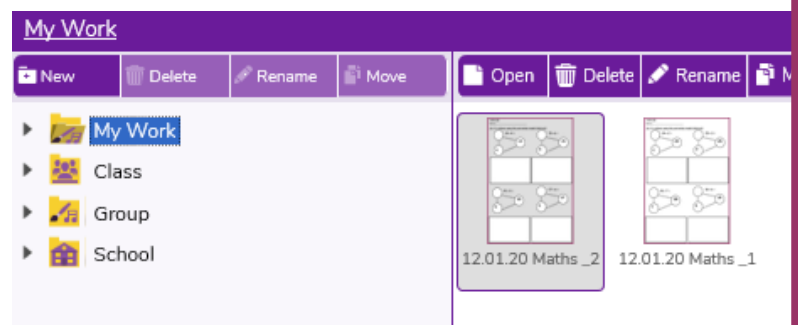 My Work
New Delete Rename Move Open Delete Rename
My Work
Class
Group
School
12.01.20 Maths _2 12.01.20 Maths _1